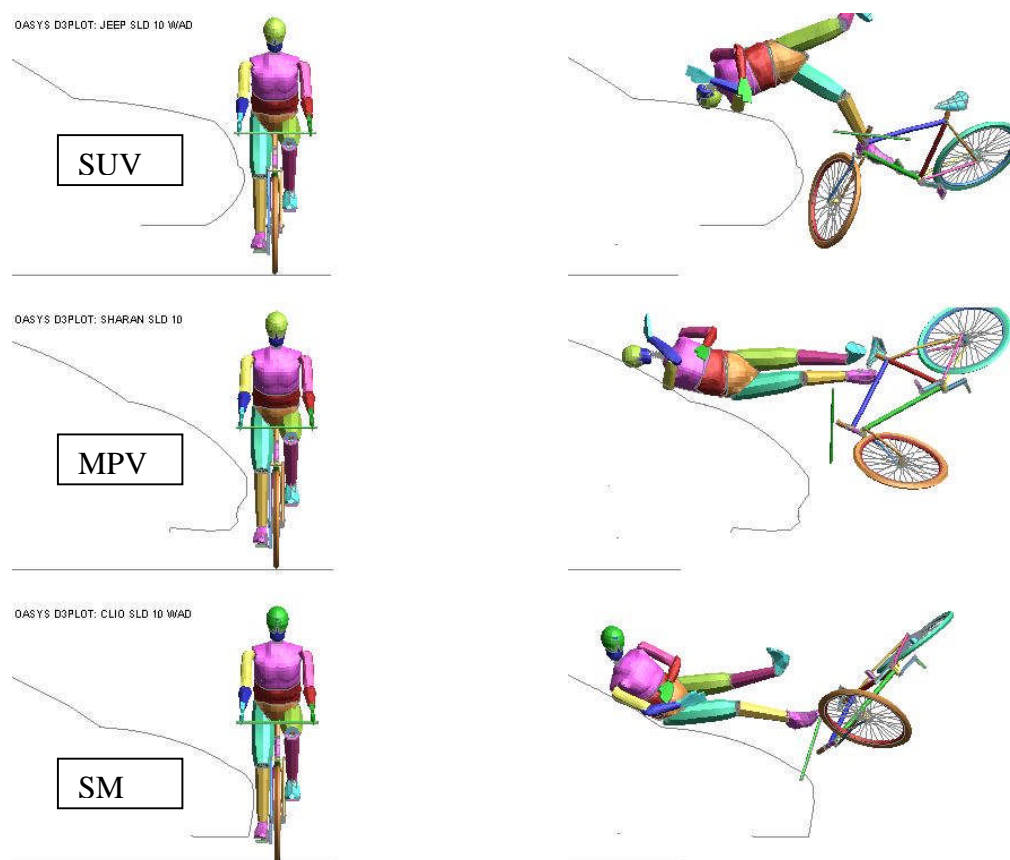 OASYS D3PLOT: JEEP SLD 10 WAD
SUV
OASYS D3PLOT: SHARAN SLD 10
MPV
OASYS D3PLOT: CLIO SLD 10 WAD
SM